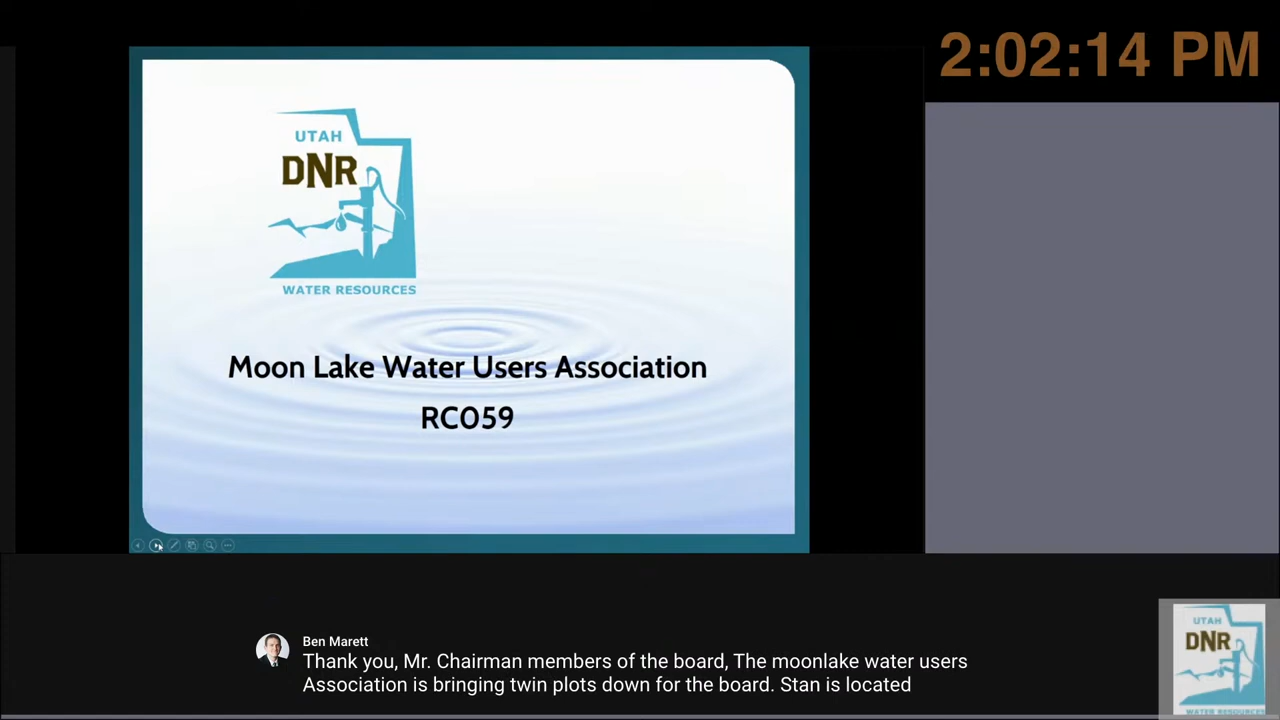 2:02:14 PM
UTAH
DNR
WATER RESOURCES
Moon Lake Water Users Association
RC059
Ben Marett
Thank you, Mr. Chairman members of the board, The moonlake water users
Association is bringing twin plots down for the board. Stan is located
UTAH
DNR
WATER RESOURCES